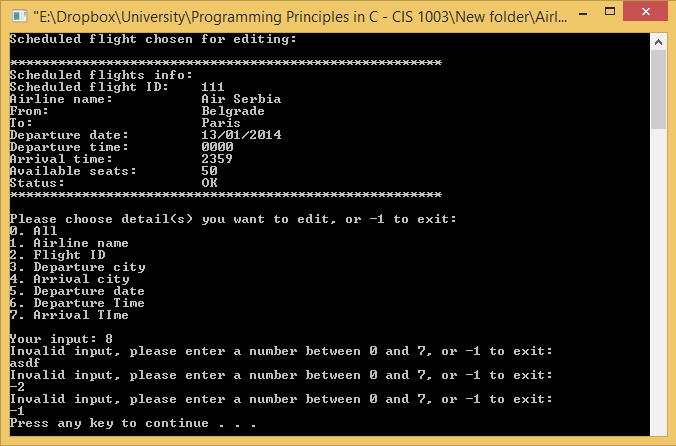 "E:\Dropbox\University\Programming Principles in C - CIS 1003\New folder\Airl...
Scheduled flight chosen for editing:
******************************************************
Scheduled flights info:
Scheduled flight ID: 111
Airline name: Air Serbia
From: Belgrade
To: Paris
Departure date: 13/01/2014
Departure time: 0000
Arrival time: 2359
Available seats: 50
Status: OK
******************************************************
Please choose detail(s) you want to edit, or -1 to exit:
0. All
1. Airline name
2. Flight ID
3. Departure city
4. Arrival city
5. Departure date
6. Departure Time
7. Arrival TIme
Your input: 8
Invalid input, please enter a number between 0 and 7, or -1 to exit:
asdf
Invalid input, please enter a number between 0 and 7, or -1 to exit:
-2
Invalid input, please enter a number between 0 and 7, or -1 to exit:
-1
Press any key to continue . . .